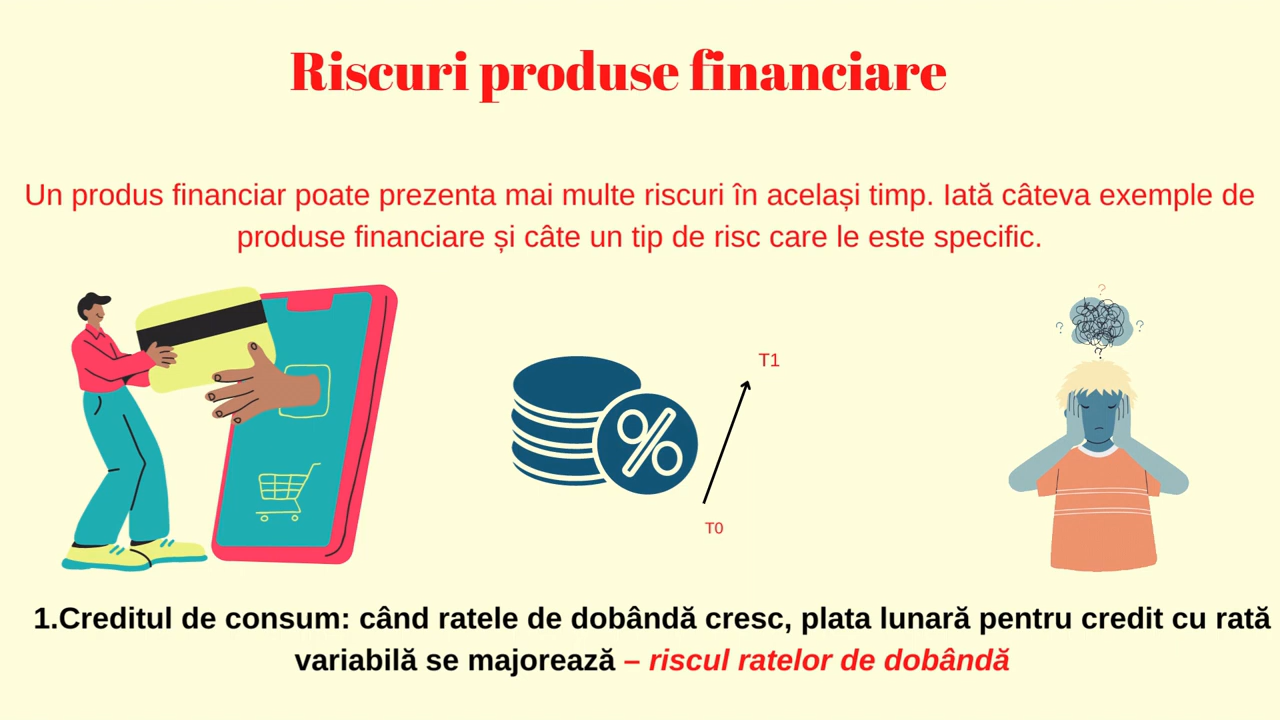 Riscuri produse financiare
Un produs financiar poate prezenta mai multe riscuri în același timp. Iată câteva exemple de
produse financiare și câte un tip de risc care le este specific.
T1
%
T0
? ? ? ?
1.Creditul de consum: când ratele de dobândă cresc, plata lunară pentru credit cu rată
variabilă se majorează – riscul ratelor de dobândă